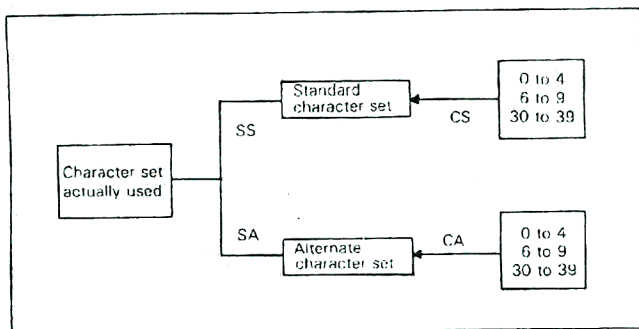 Standard
character set
SS
CS
0 to 4
6 to 9
30 to 39
Character set
actually used
SA
Alternate
character set
CA
0 to 4
6 to 9
30 to 39